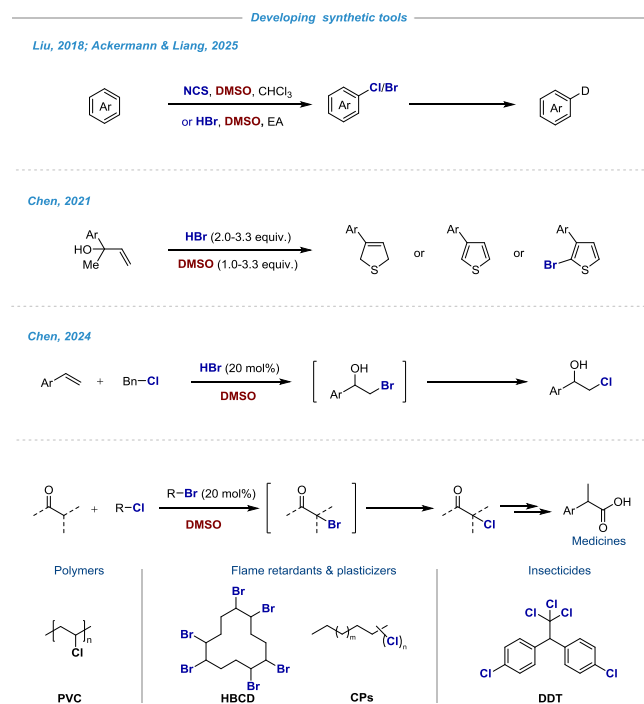 Developing synthetic tools
Liu, 2018; Ackermann & Liang, 2025
Ar
NCS, DMSO, CHCl3
or HBr, DMSO, EA
Ar
Cl/Br
Ar
D
Chen, 2021
Ar
HO
Me
HBr (2.0-3.3 equiv.)
DMSO (1.0-3.3 equiv.)
Ar
S
or
Ar
S
or
Ar
Br
S
Chen, 2024
Ar
+
Bn–Cl
HBr (20 mol%)
DMSO
OH
Ar
Br
OH
Ar
Cl
O
+
R–Cl
R–Br (20 mol%)
DMSO
O
Br
O
Cl
Ar
OH
O
Medicines
Polymers
Flame retardants & plasticizers
Insecticides
n
Cl
PVC
Br
Br
Br
Br
Br
Br
HBCD
m
(Cl)n
CPs
Cl
Cl
Cl
Cl
Cl
DDT